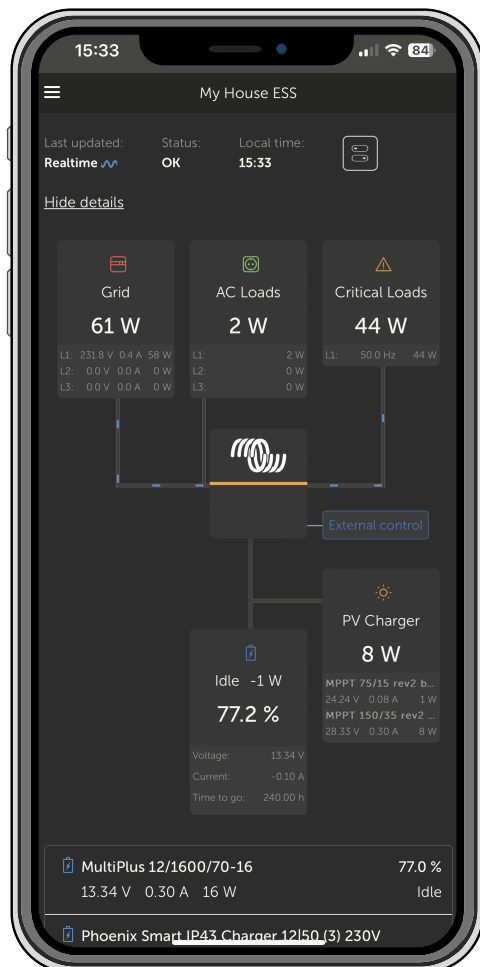 15:33
84
My House ESS
Last updated: Status: Local time:
Realtime OK 15:33
Hide details
Grid
61 W
L1: 231.8 V 0.4 A 58 W
L2: 0.0 V 0.0 A 0 W
L3: 0.0 V 0.0 A 0 W
AC Loads
2 W
L1: 2 W
L2: 0 W
L3: 0 W
Critical Loads
44 W
L1: 50.0 Hz 44 W
External control
PV Charger
8 W
MPPT 75/15 rev2 b...
24.24 V 0.08 A 1 W
MPPT 150/35 rev2 ...
28.33 V 0.30 A 8 W
Idle -1 W
77.2 %
Voltage: 13.34 V
Current: -0.10 A
Time to go: 240.00 h
MultiPlus 12/1600/70-16 77.0 %
13.34 V 0.30 A 16 W Idle
Phoenix Smart IP43 Charger 12|50 (3) 230V